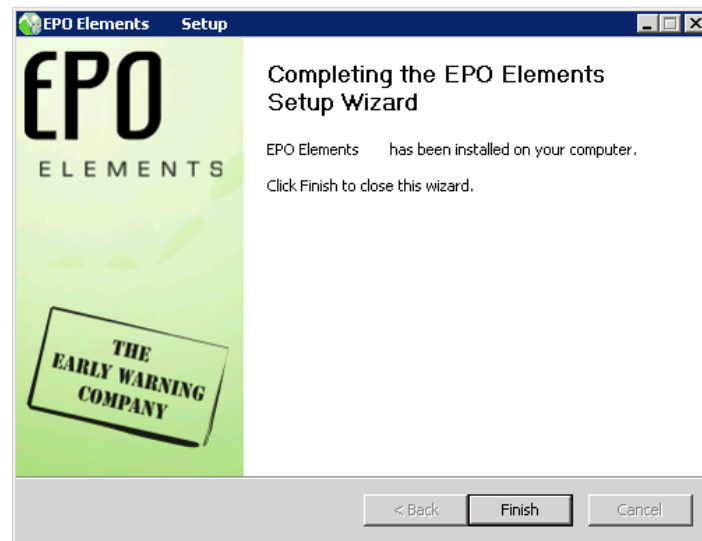 EPO Elements Setup
EPO
ELEMENTS
THE
EARLY WARNING
COMPANY
Completing the EPO Elements
Setup Wizard
EPO Elements has been installed on your computer.
Click Finish to close this wizard.
< Back
Finish
Cancel